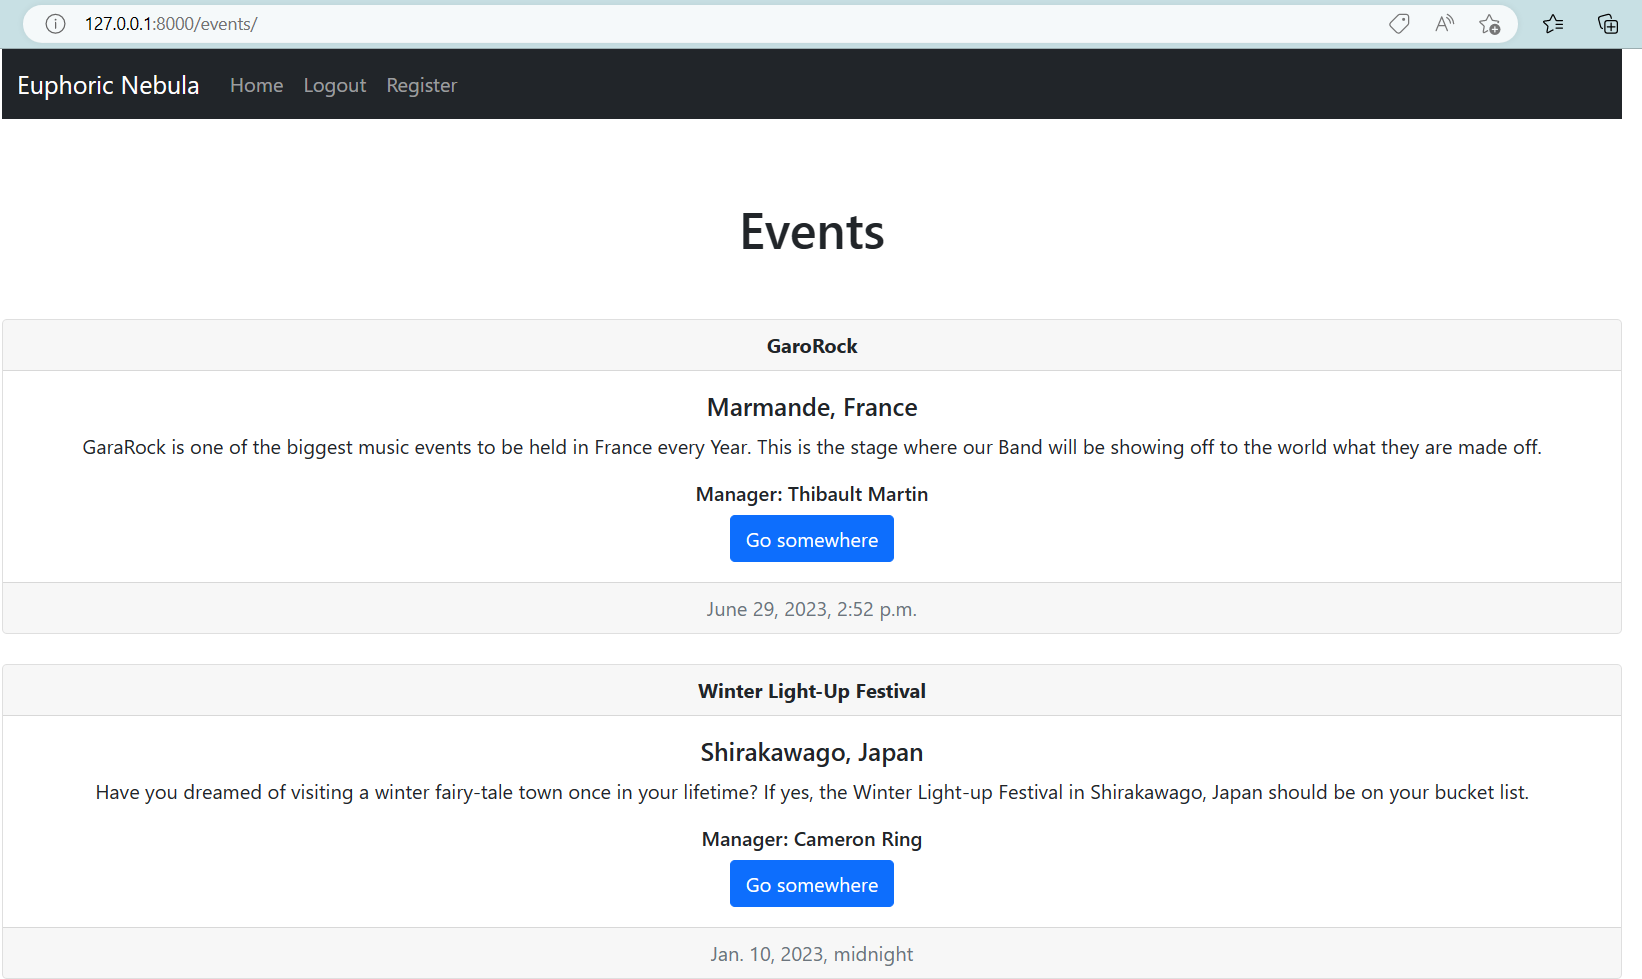 127.0.0.1:8000/events/
Euphoric Nebula Home Logout Register
Events
GaroRock
Marmande, France
GaraRock is one of the biggest music events to be held in France every Year. This is the stage where our Band will be showing off to the world what they are made off.
Manager: Thibault Martin
Go somewhere
June 29, 2023, 2:52 p.m.
Winter Light-Up Festival
Shirakawago, Japan
Have you dreamed of visiting a winter fairy-tale town once in your lifetime? If yes, the Winter Light-up Festival in Shirakawago, Japan should be on your bucket list.
Manager: Cameron Ring
Go somewhere
Jan. 10, 2023, midnight